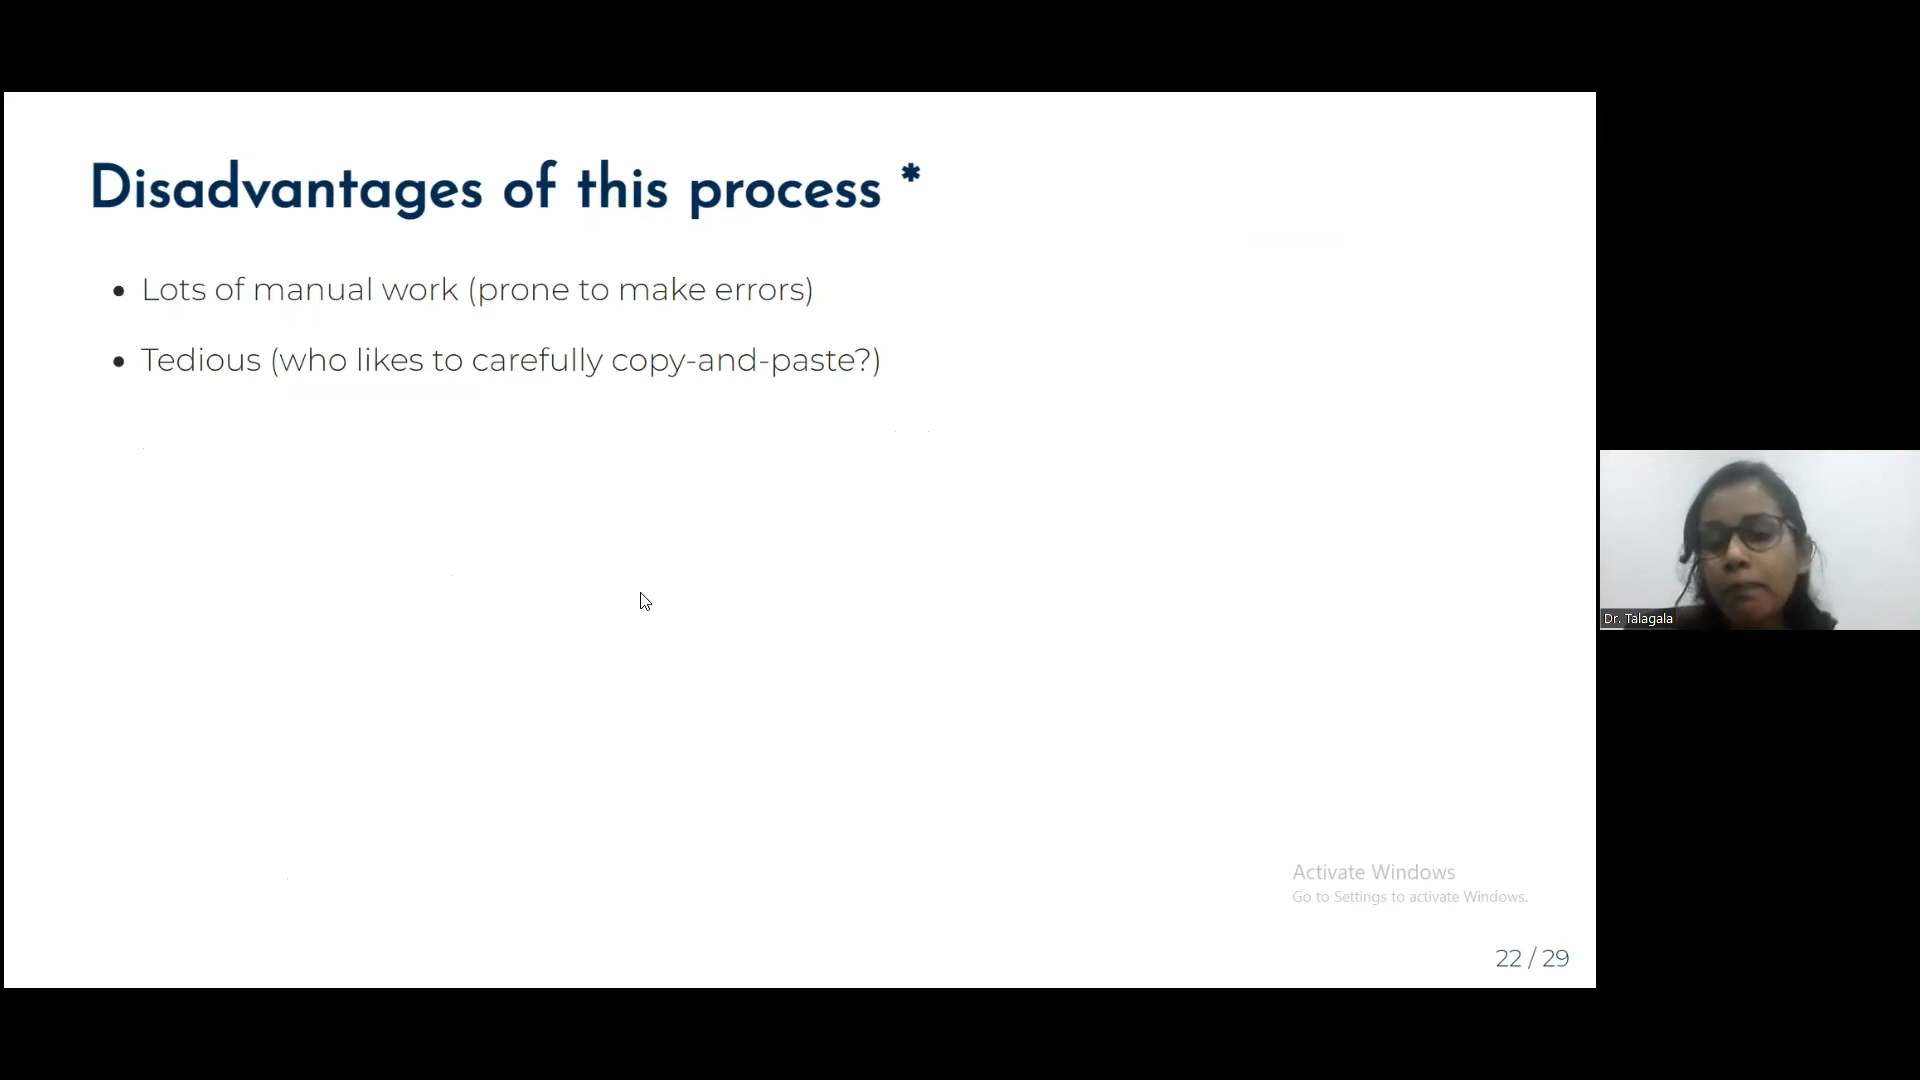 Disadvantages of this process *
• Lots of manual work (prone to make errors)
• Tedious (who likes to carefully copy-and-paste?)
Dr. Talagala
Activate Windows
Go to Settings to activate Windows.
22 / 29